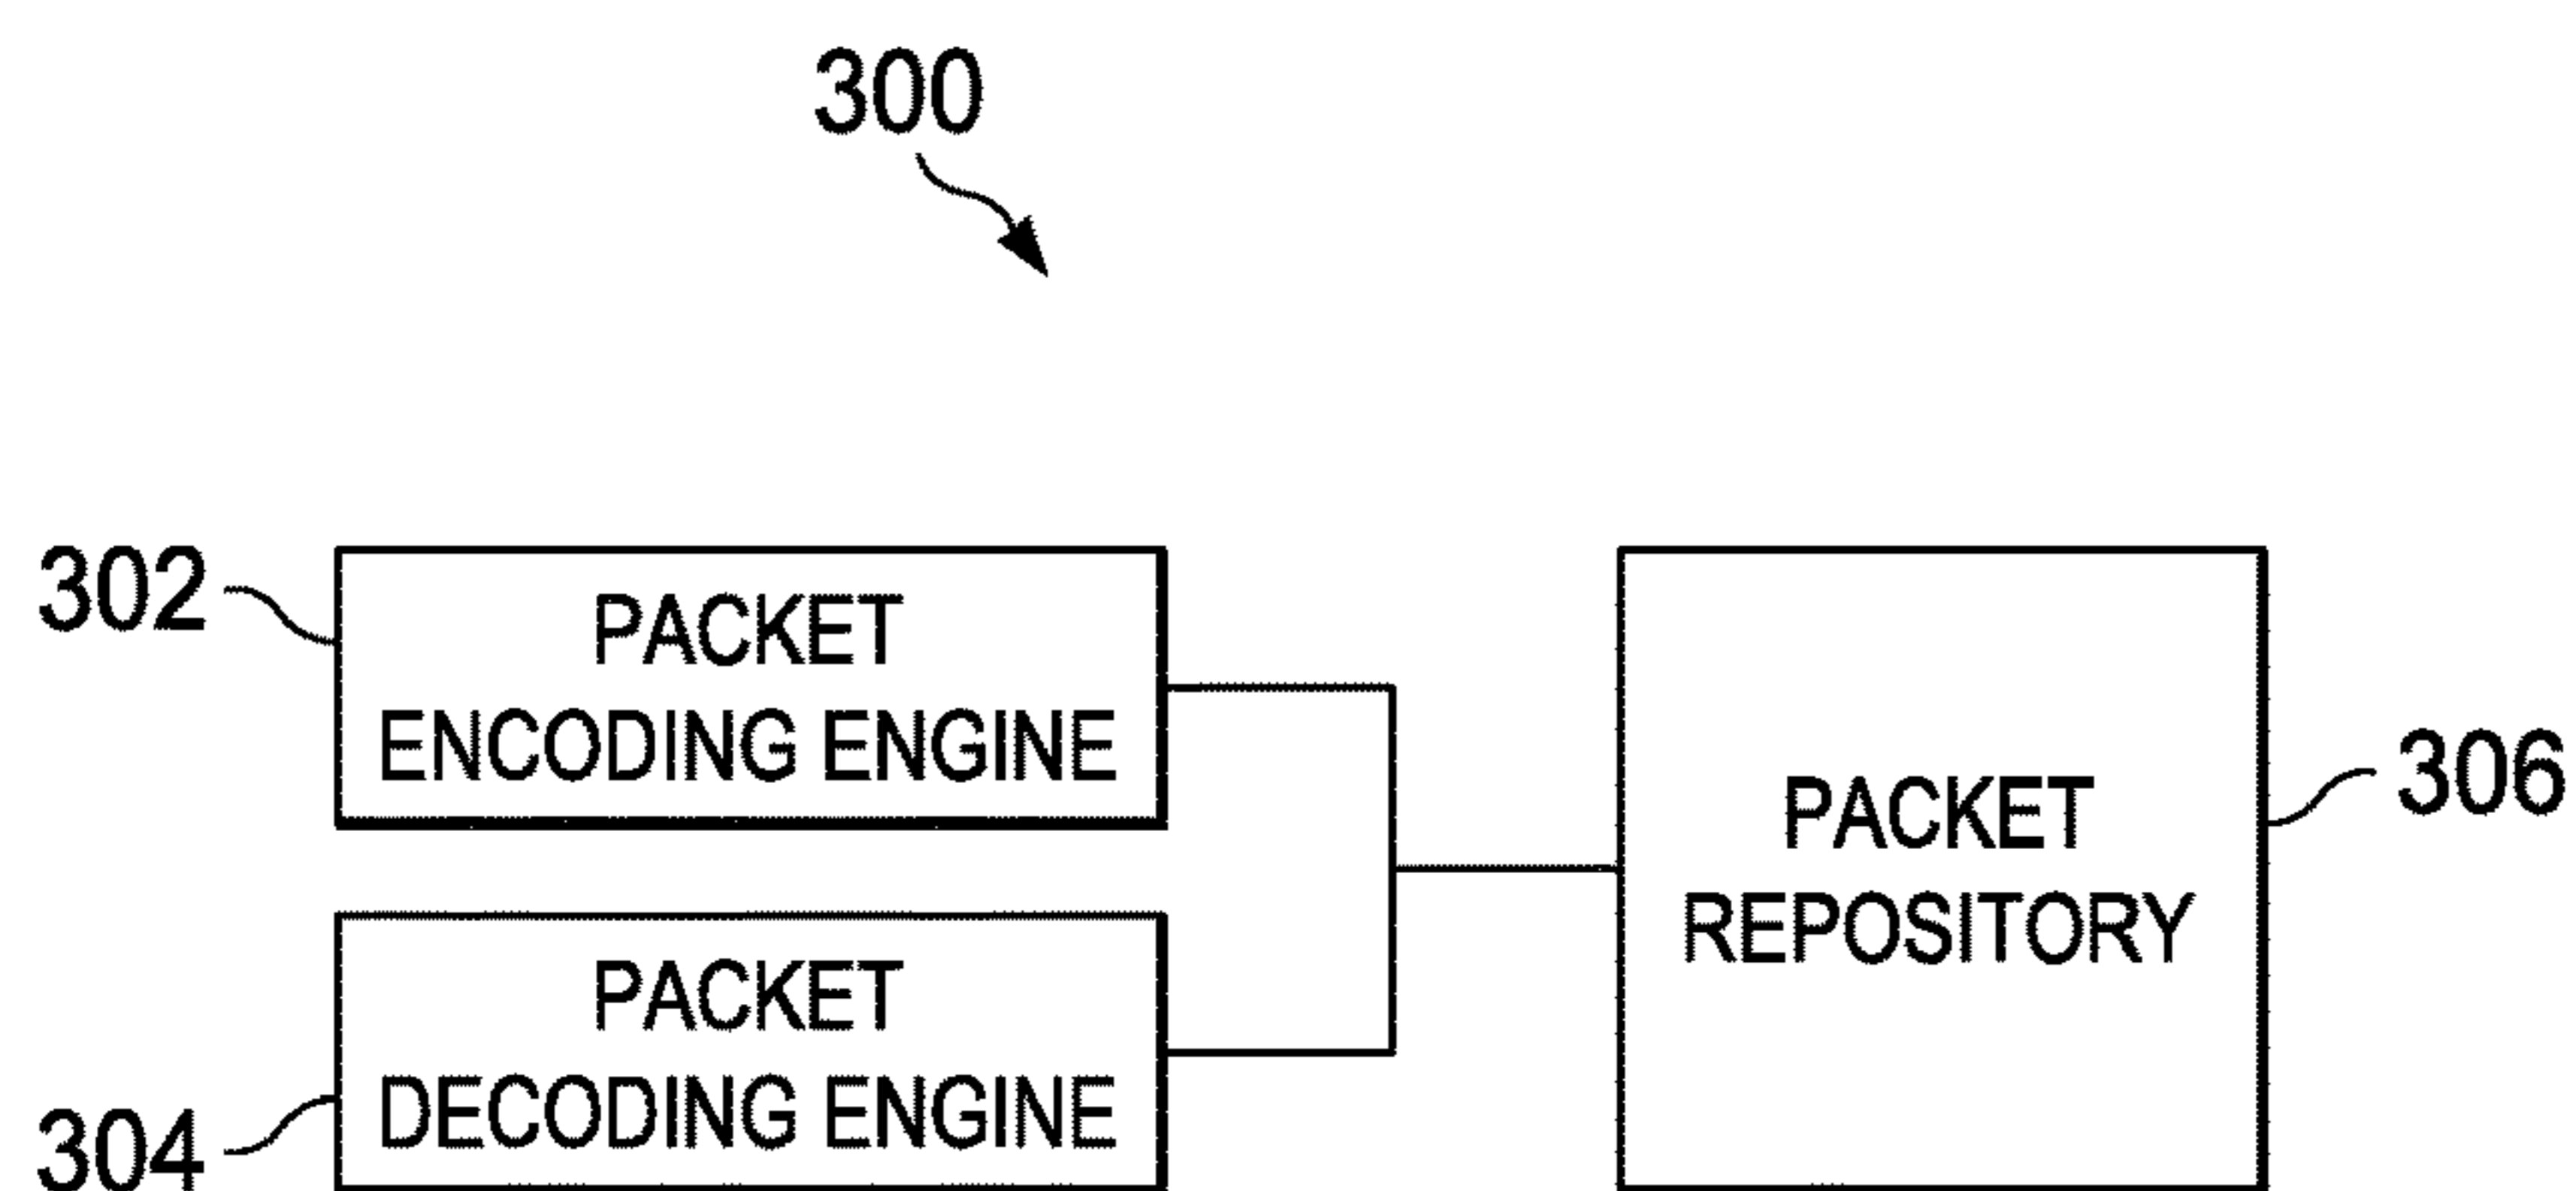 300
302
PACKET
ENCODING ENGINE
304
PACKET
DECODING ENGINE
PACKET
REPOSITORY
306